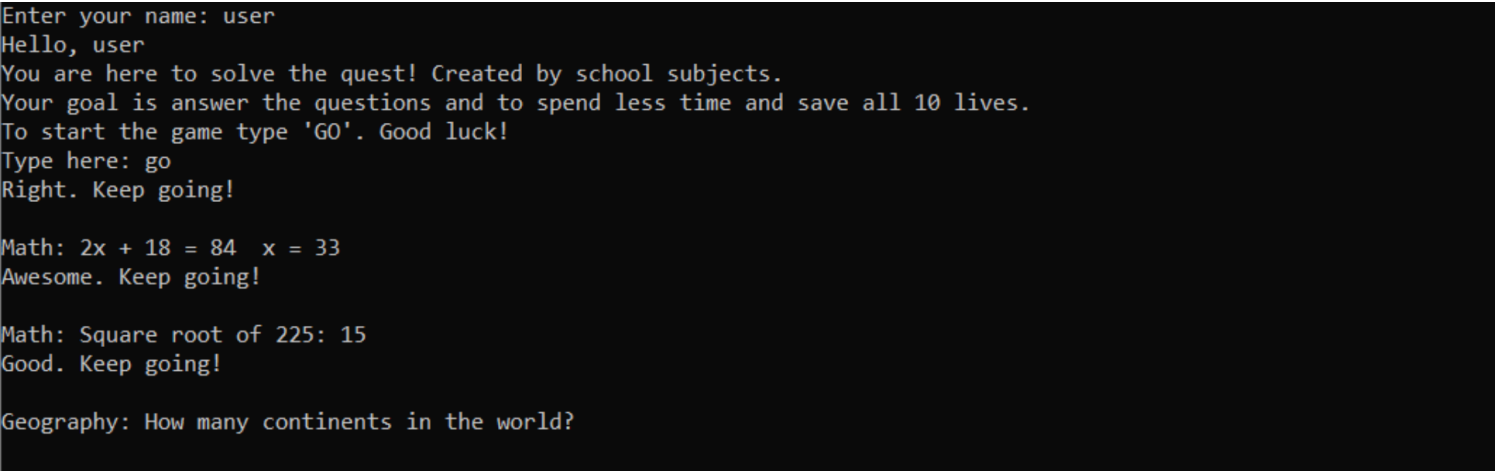 Enter your name: user
Hello, user
You are here to solve the quest! Created by school subjects.
Your goal is answer the questions and to spend less time and save all 10 lives.
To start the game type 'GO'. Good luck!
Type here: go
Right. Keep going!
Math: 2x + 18 = 84  x = 33
Awesome. Keep going!
Math: Square root of 225: 15
Good. Keep going!
Geography: How many continents in the world?